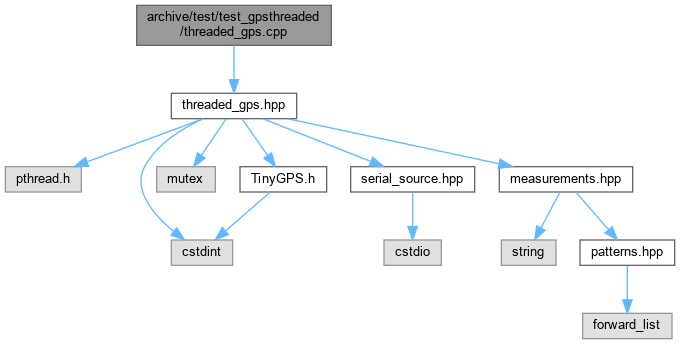 archive/test/test_gpsthreaded
/threaded_gps.cpp
threaded_gps.hpp
pthread.h
mutex
TinyGPS.h
serial_source.hpp
measurements.hpp
cstdint
cstdio
string
patterns.hpp
forward_list